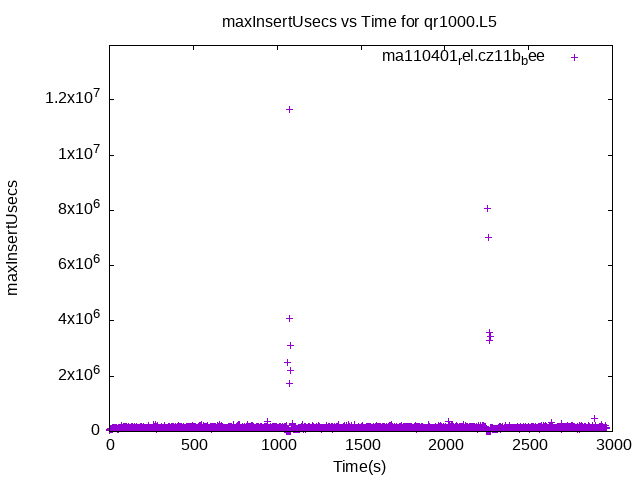 maxInsertUsecs vs Time for qr1000.L5
ma110401rel.cz11bbee
1.2x10⁷
1x10⁷
8x10⁶
6x10⁶
4x10⁶
2x10⁶
0
maxInsertUsecs
0 500 1000 1500 2000 2500 3000
Time(s)